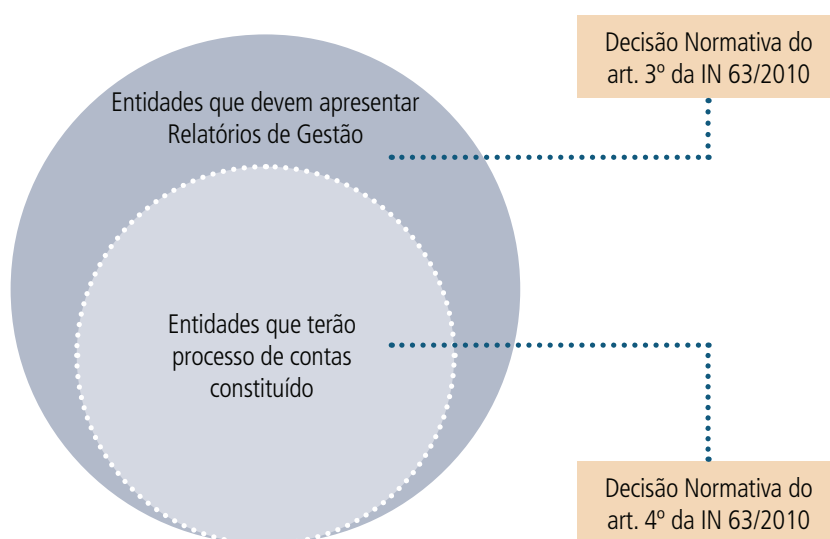 Decisão Normativa do
art. 3º da IN 63/2010
Entidades que devem apresentar
Relatórios de Gestão
Entidades que terão
processo de contas
constituído
Decisão Normativa do
art. 4º da IN 63/2010